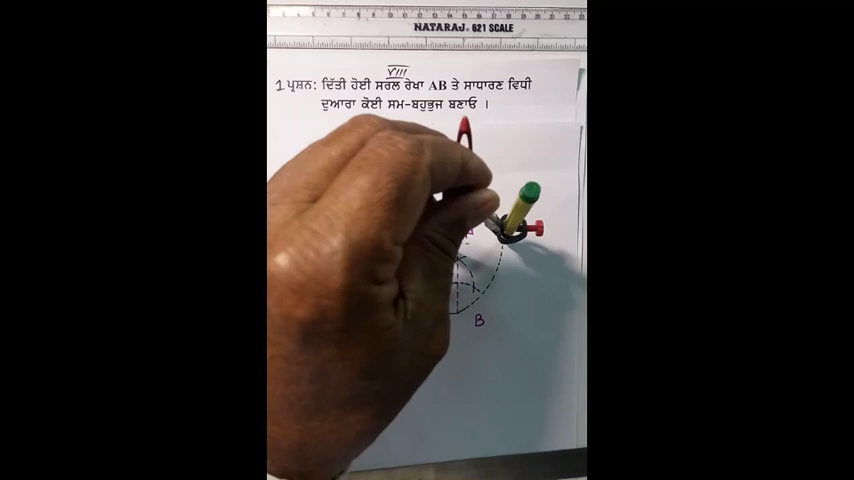 NATARAJ 621 SCALE
VIII
1 ਪ੍ਰਸ਼ਨ: ਦਿੱਤੀ ਹੋਈ ਸਰਲ ਰੇਖਾ AB ਤੇ ਸਾਧਾਰਣ ਵਿਧੀ
ਦੁਆਰਾ ਕੋਈ ਸਮ-ਬਹੁਭੁਜ ਬਣਾਓ ।
B